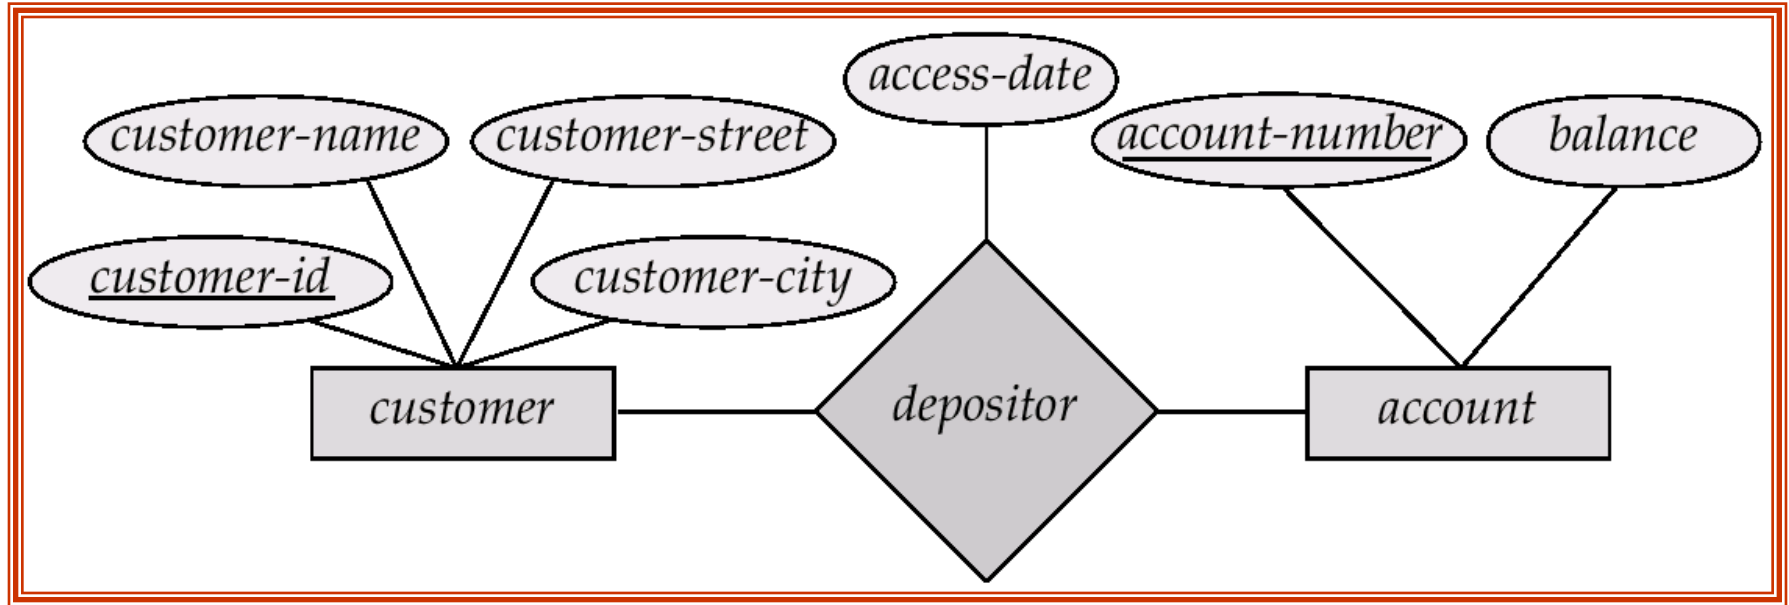 access-date
customer-name
customer-street
account-number
balance
customer-id
customer-city
customer
depositor
account